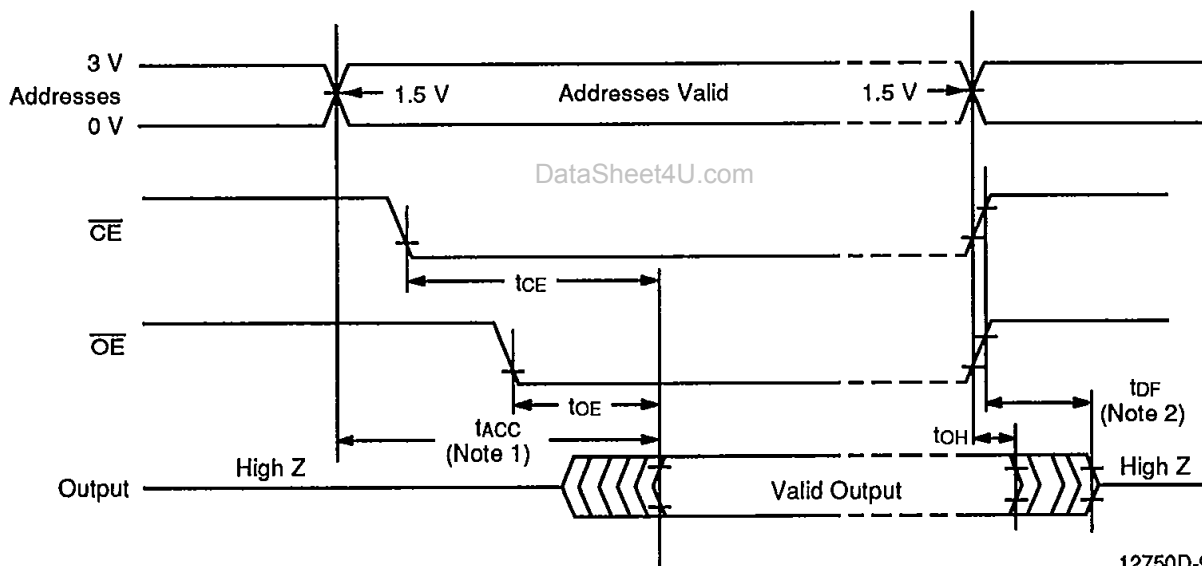 3 V
Addresses
0 V
1.5 V
Addresses Valid
1.5 V
DataSheet4U.com
CE
tCE
OE
tOE
tACC
(Note 1)
tDF
(Note 2)
tOH
High Z
Output
Valid Output
High Z